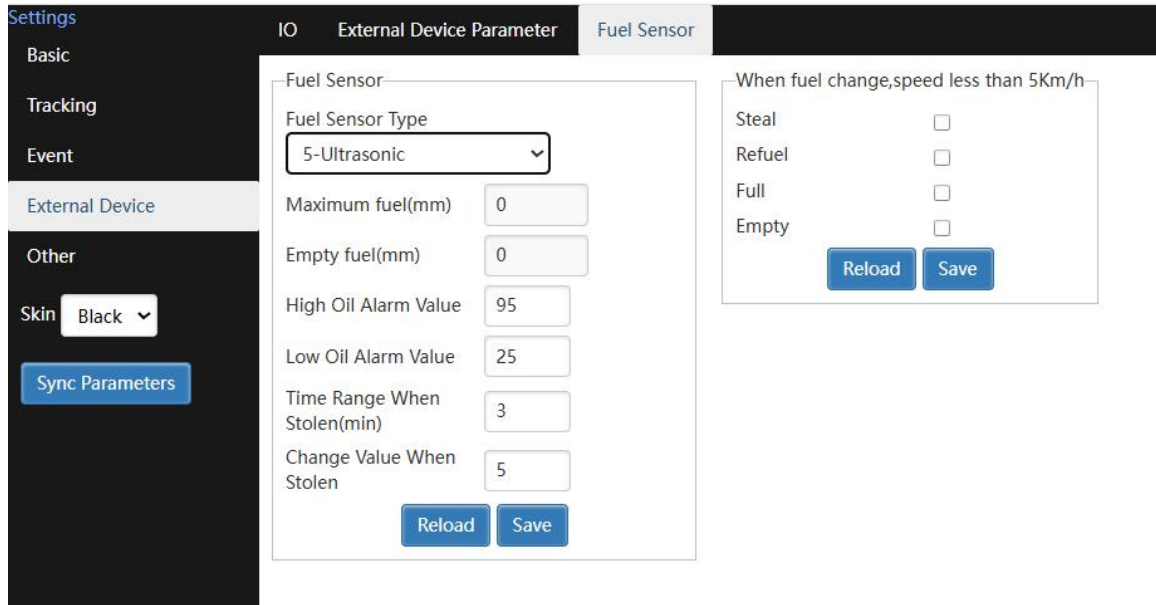 Settings
Basic
Tracking
Event
External Device
Other
Skin Black
Sync Parameters
IO External Device Parameter Fuel Sensor
Fuel Sensor
Fuel Sensor Type
5-Ultrasonic
Maximum fuel(mm) 0
Empty fuel(mm) 0
High Oil Alarm Value 95
Low Oil Alarm Value 25
Time Range When
Stolen(min) 3
Change Value When
Stolen 5
Reload Save
When fuel change,speed less than 5Km/h
Steal
Refuel
Full
Empty
Reload Save